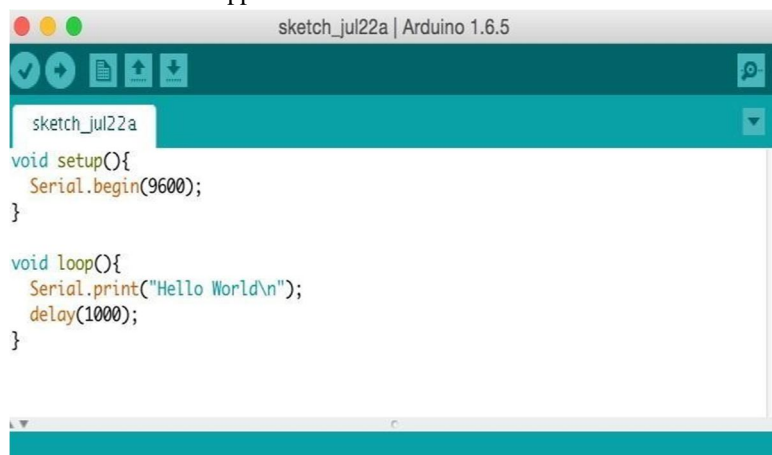 sketch_jul22a | Arduino 1.6.5
sketch_jul22a
void setup(){
  Serial.begin(9600);
}
void loop(){
  Serial.print("Hello World\n");
  delay(1000);
}